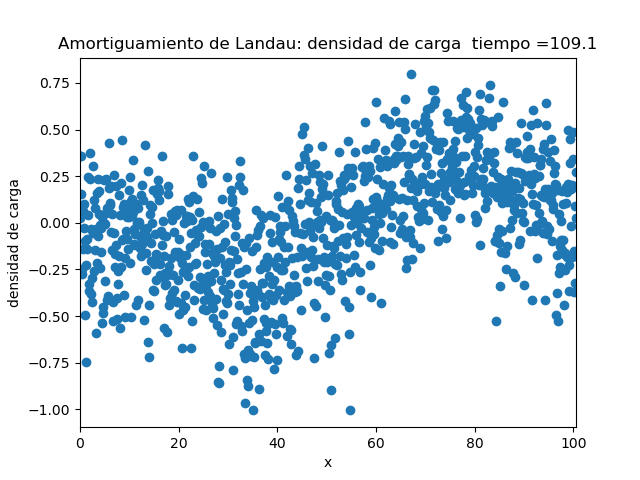 Amortiguamiento de Landau: densidad de carga  tiempo =109.1
densidad de carga
0.75
0.50
0.25
0.00
−0.25
−0.50
−0.75
−1.00
0 20 40 60 80 100
x